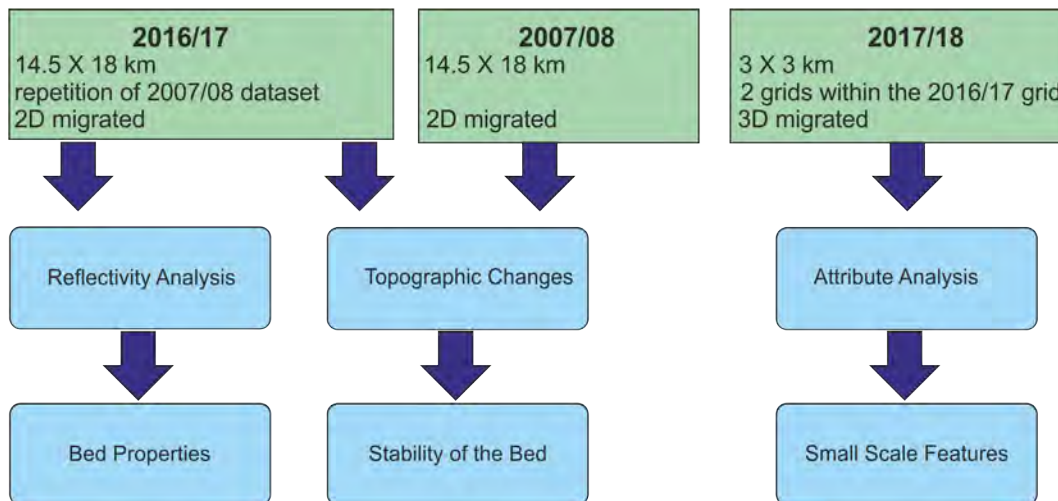 2016/17
14.5 X 18 km
repetition of 2007/08 dataset
2D migrated
2007/08
14.5 X 18 km
2D migrated
2017/18
3 X 3 km
2 grids within the 2016/17 grid
3D migrated
Reflectivity Analysis
Topographic Changes
Attribute Analysis
Bed Properties
Stability of the Bed
Small Scale Features